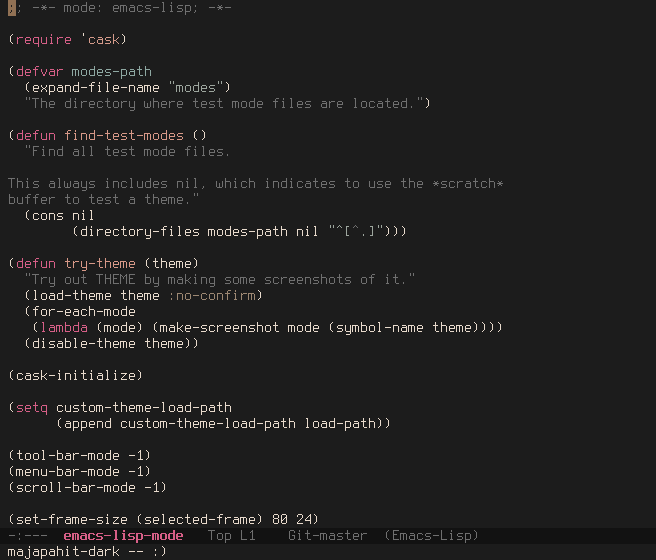 ;; -*- mode: emacs-lisp; -*-

(require 'cask)

(defvar modes-path
  (expand-file-name "modes")
  "The directory where test mode files are located.")

(defun find-test-modes ()
  "Find all test mode files.

This always includes nil, which indicates to use the *scratch*
buffer to test a theme."
  (cons nil
        (directory-files modes-path nil "^[^.]")))

(defun try-theme (theme)
  "Try out THEME by making some screenshots of it."
  (load-theme theme :no-confirm)
  (for-each-mode
   (lambda (mode) (make-screenshot mode (symbol-name theme))))
  (disable-theme theme))

(cask-initialize)

(setq custom-theme-load-path
      (append custom-theme-load-path load-path))

(tool-bar-mode -1)
(menu-bar-mode -1)
(scroll-bar-mode -1)

(set-frame-size (selected-frame) 80 24)
-:---  emacs-lisp-mode   Top L1    Git-master  (Emacs-Lisp)
majapahit-dark -- :)